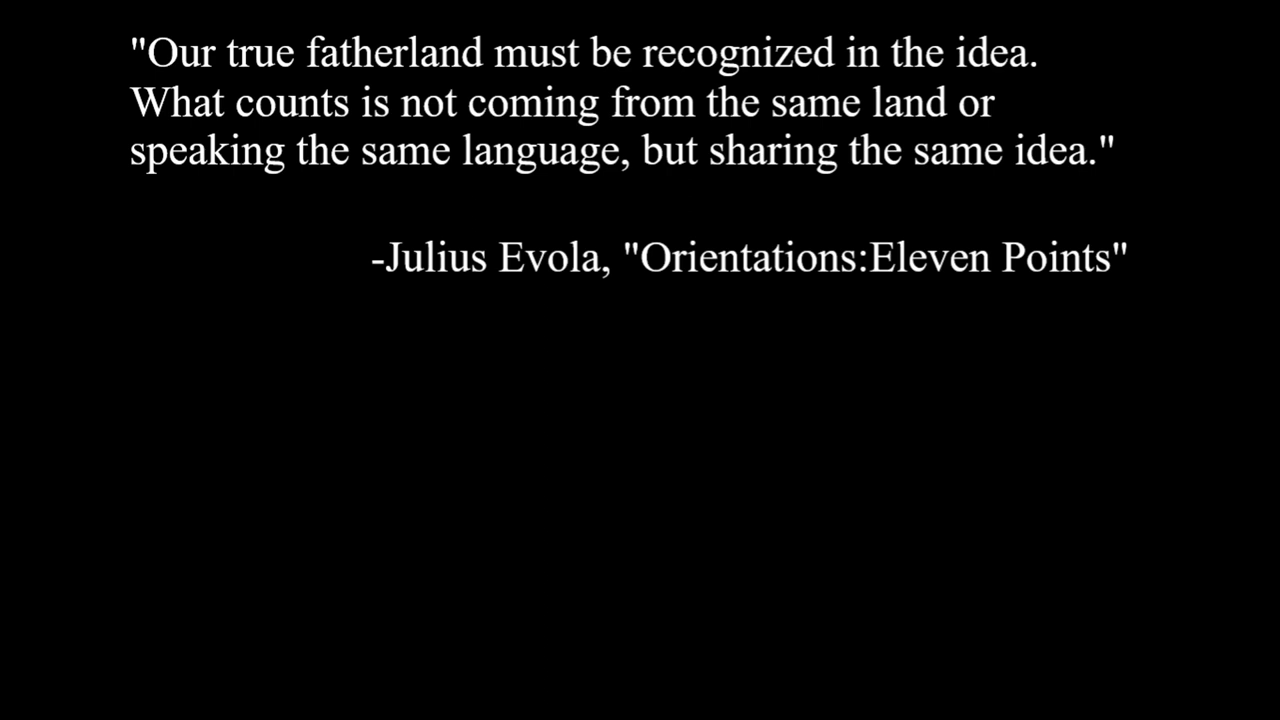 "Our true fatherland must be recognized in the idea.
What counts is not coming from the same land or
speaking the same language, but sharing the same idea."
-Julius Evola, "Orientations:Eleven Points"